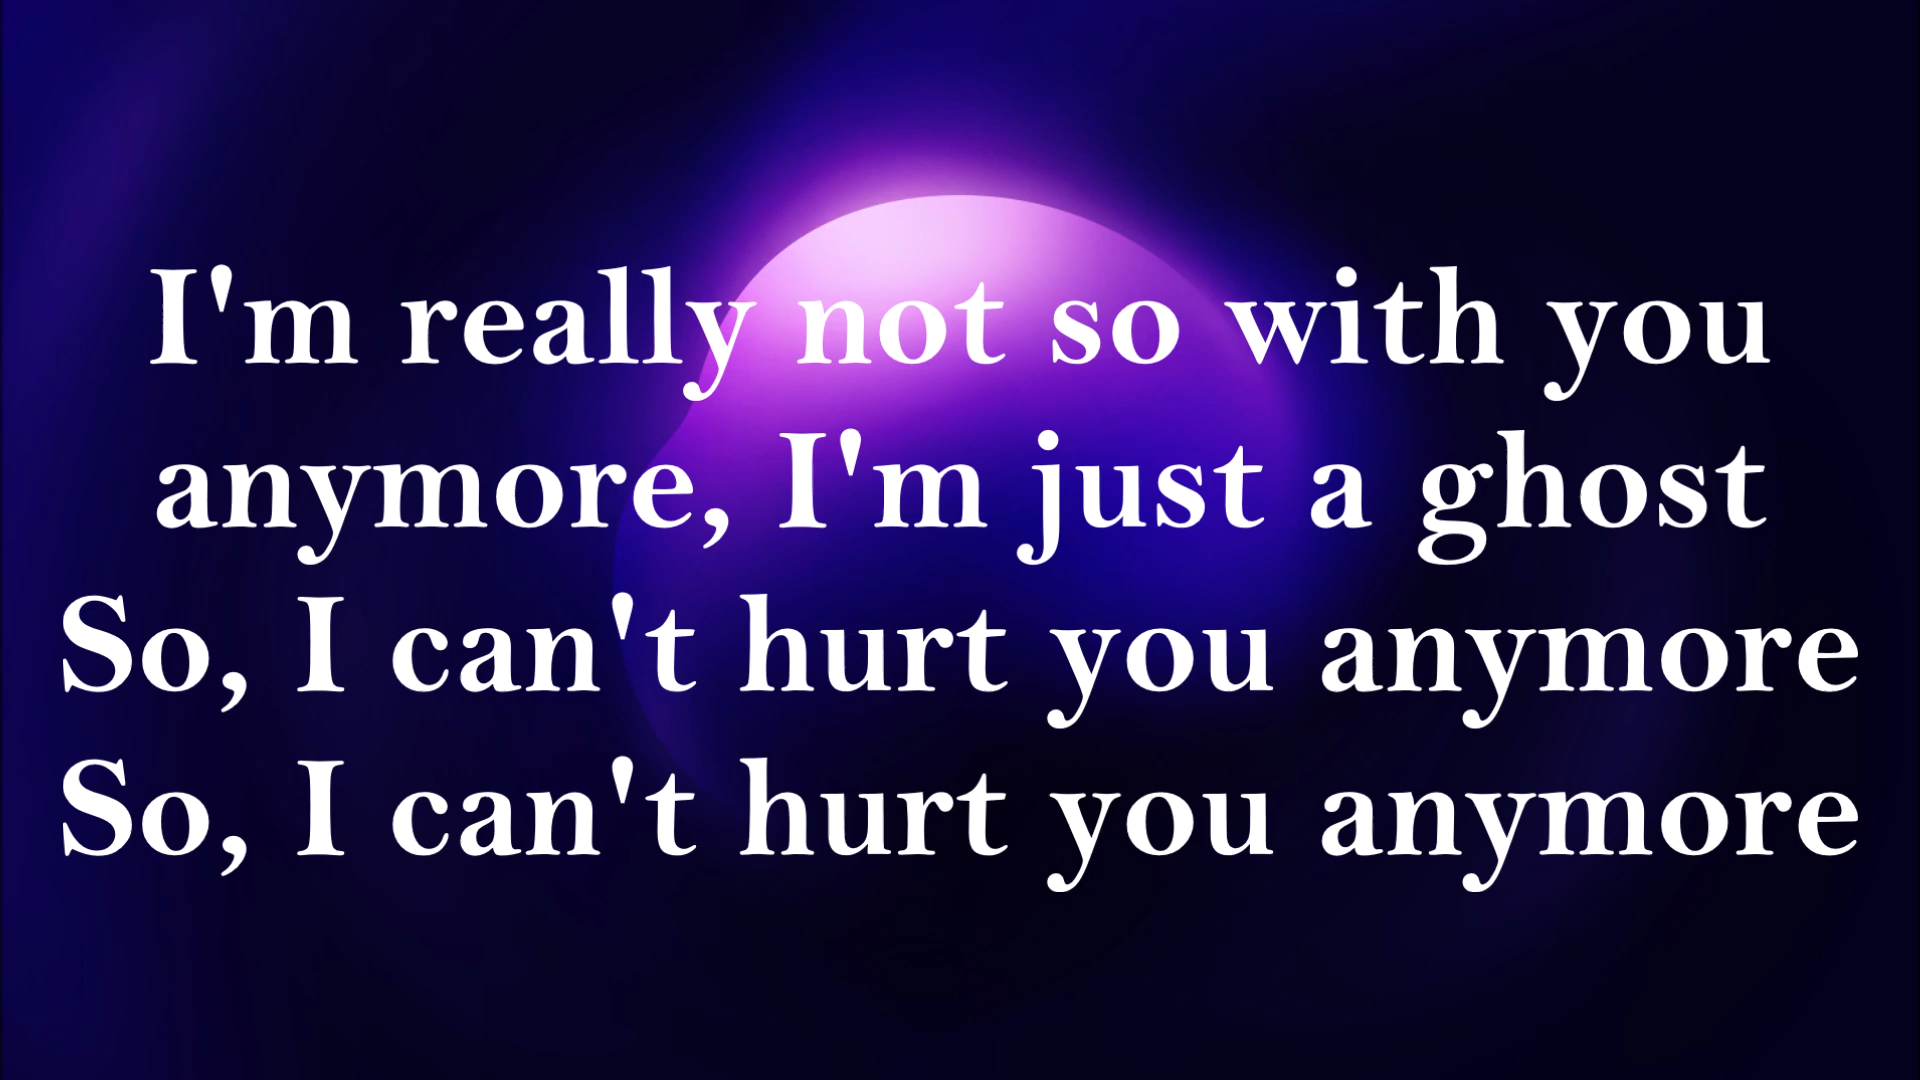 I'm really not so with you
anymore, I'm just a ghost
So, I can't hurt you anymore
So, I can't hurt you anymore